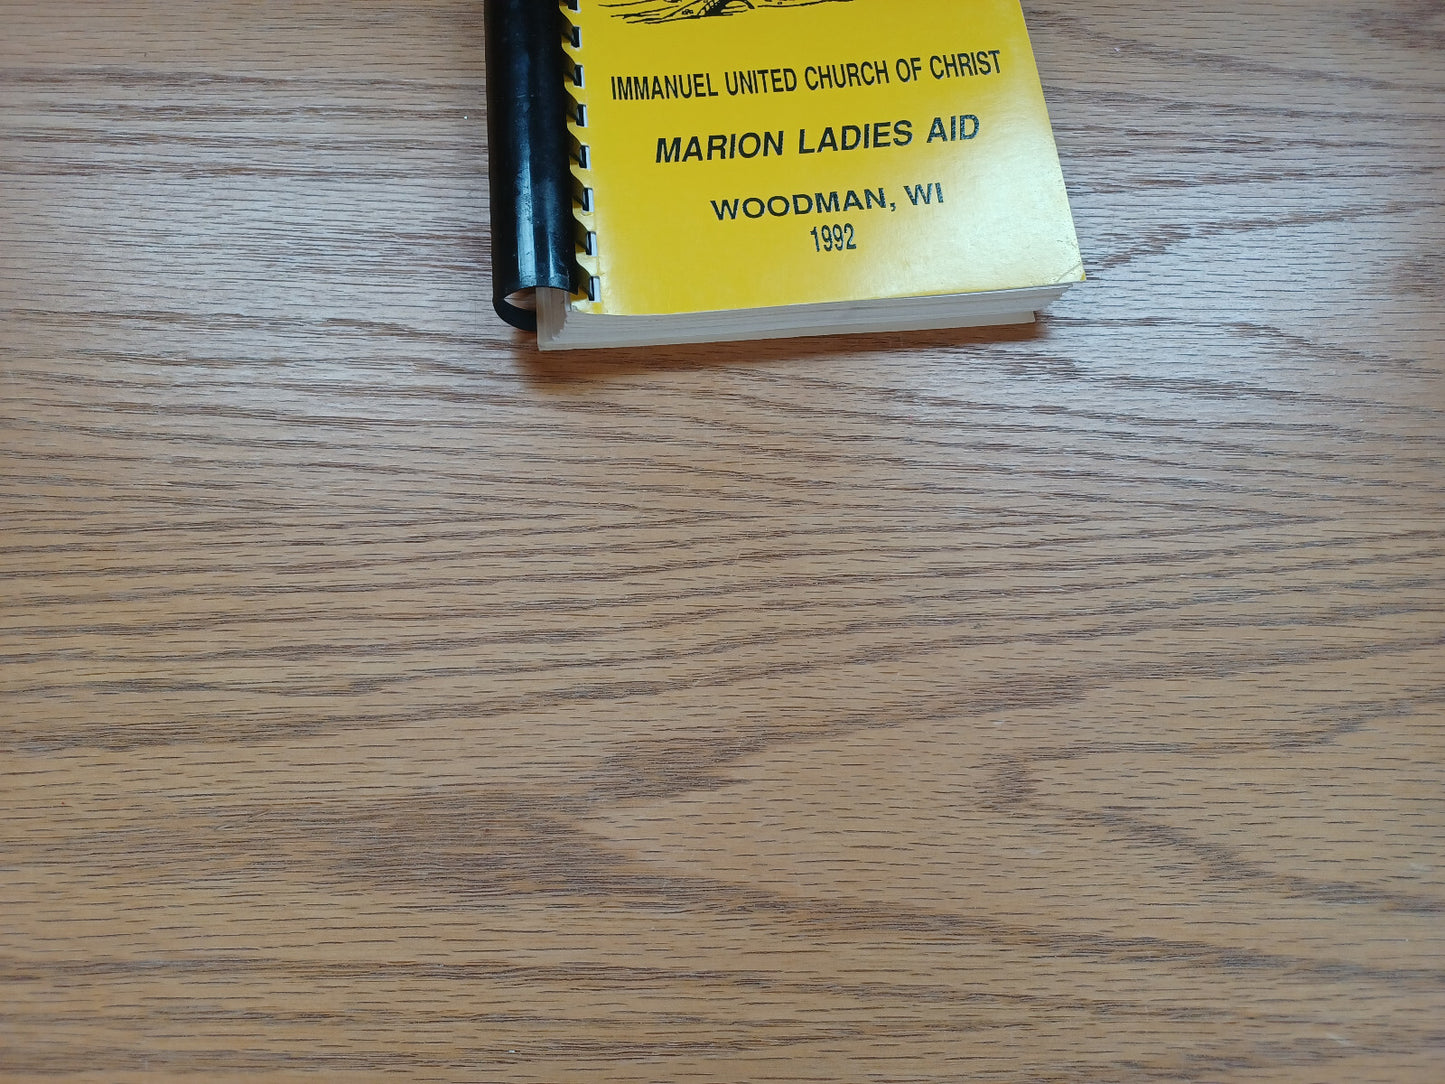 IMMANUEL UNITED CHURCH OF CHRIST
MARION LADIES AID
WOODMAN, WI
1992